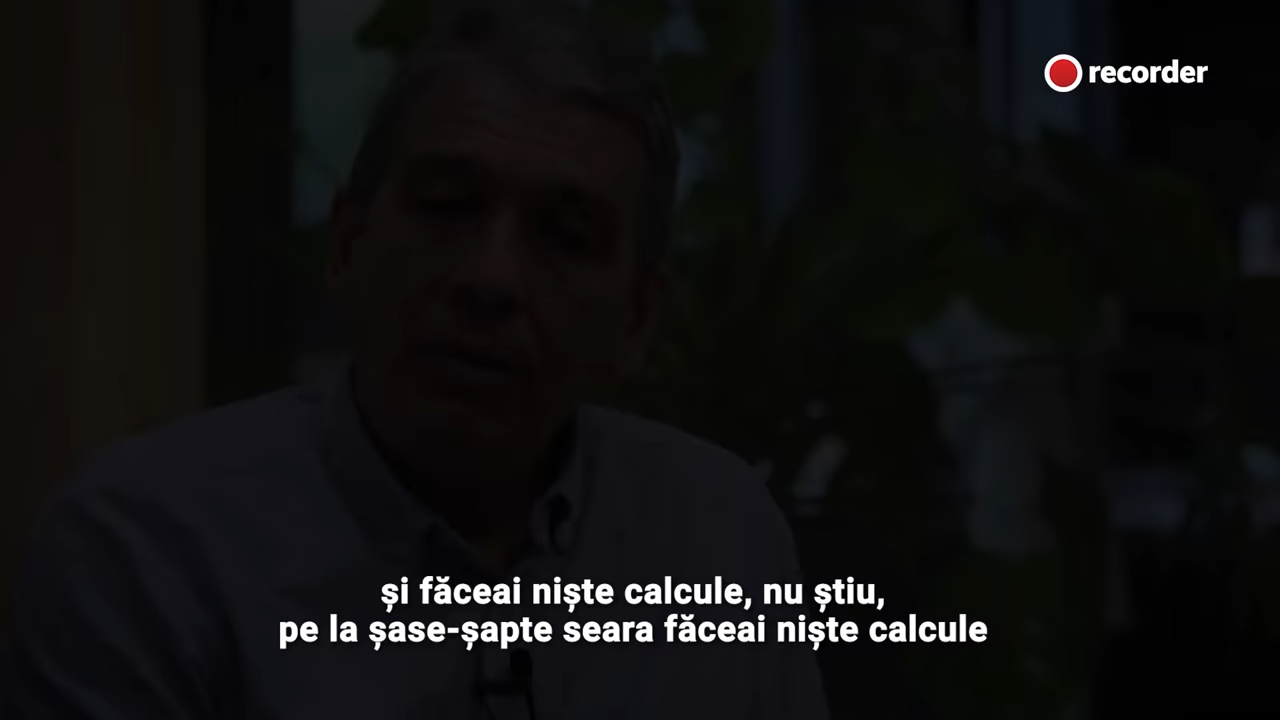 recorder
și făceai niște calcule, nu știu,
pe la șase-șapte seara făceai niște calcule